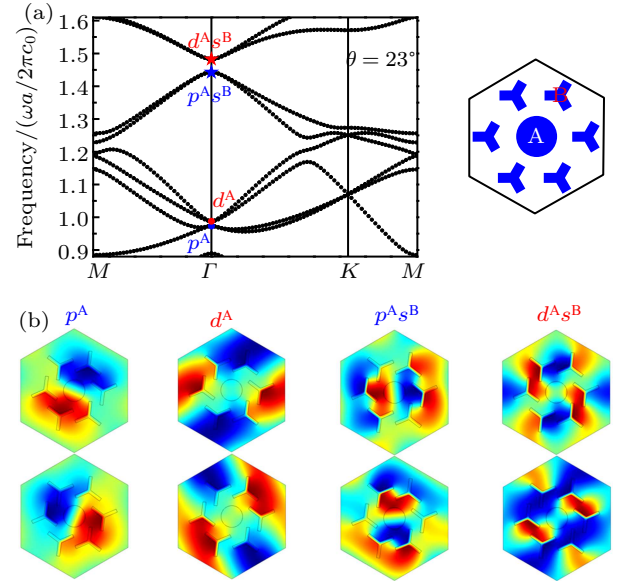 (a)
1.6
1.5
1.4
1.3
1.2
1.1
1.0
0.9
Frequency/(ωa/2πc₀)
dᴬsᴮ
θ = 23°
pᴬsᴮ
dᴬ
pᴬ
M
Γ
K
M
B
A
(b)
pᴬ
dᴬ
pᴬsᴮ
dᴬsᴮ